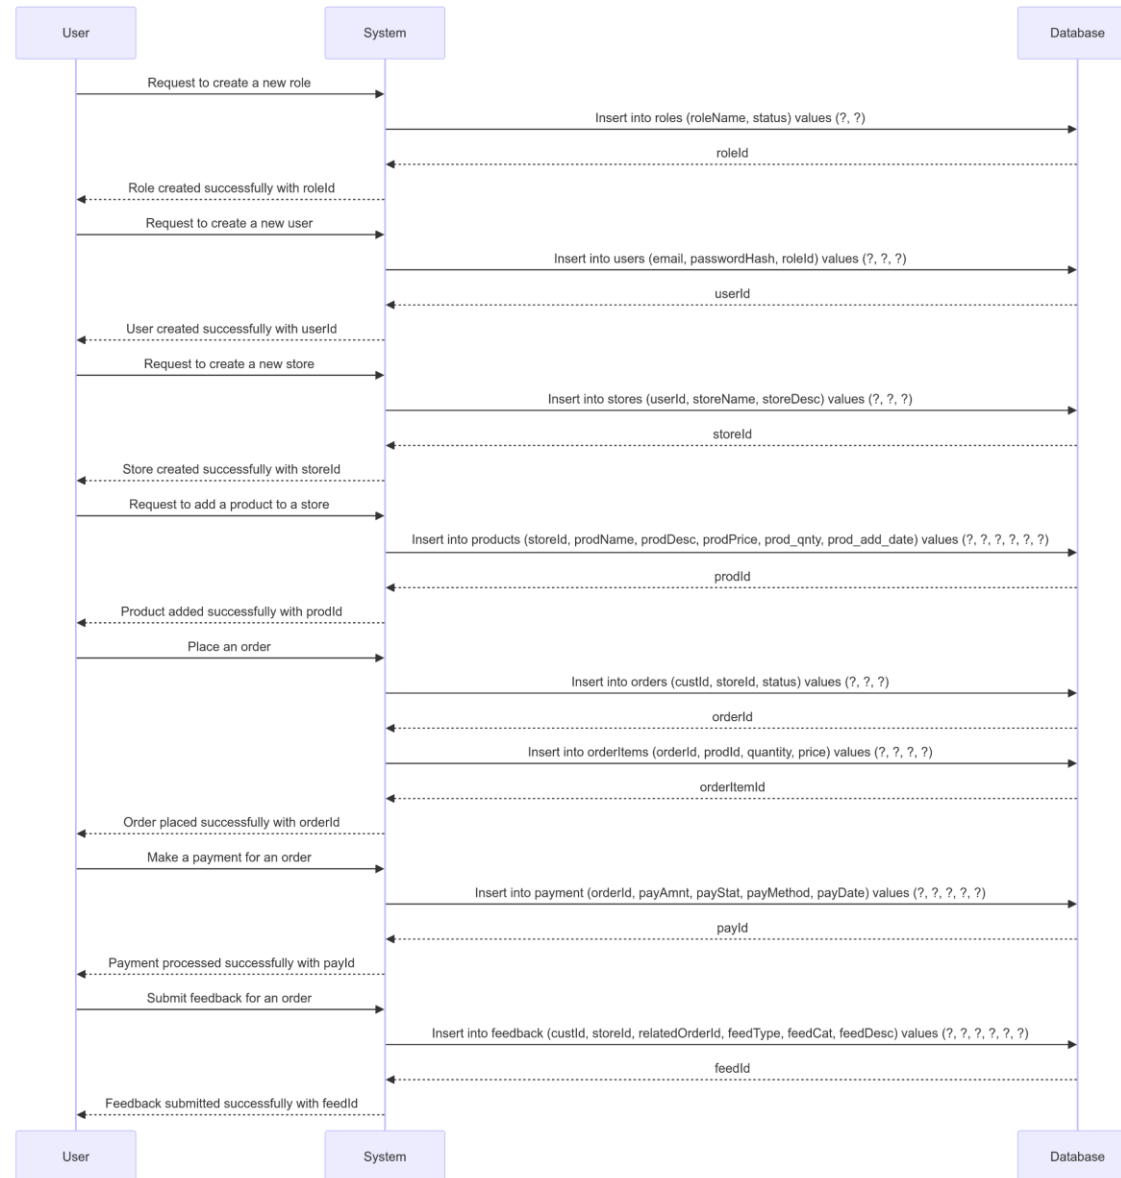 User
System
Database
Request to create a new role
Insert into roles (roleName, status) values (?, ?)
roleId
Role created successfully with roleId
Request to create a new user
Insert into users (email, passwordHash, roleId) values (?, ?, ?)
userId
User created successfully with userId
Request to create a new store
Insert into stores (userId, storeName, storeDesc) values (?, ?, ?)
storeId
Store created successfully with storeId
Request to add a product to a store
Insert into products (storeId, prodName, prodDesc, prodPrice, prod_qnty, prod_add_date) values (?, ?, ?, ?, ?, ?)
prodId
Product added successfully with prodId
Place an order
Insert into orders (custId, storeId, status) values (?, ?, ?)
orderId
Insert into orderItems (orderId, prodId, quantity, price) values (?, ?, ?, ?)
orderItemId
Order placed successfully with orderId
Make a payment for an order
Insert into payment (orderId, payAmnt, payStat, payMethod, payDate) values (?, ?, ?, ?, ?)
payId
Payment processed successfully with payId
Submit feedback for an order
Insert into feedback (custId, storeId, relatedOrderId, feedType, feedCat, feedDesc) values (?, ?, ?, ?, ?, ?)
feedId
Feedback submitted successfully with feedId
User
System
Database